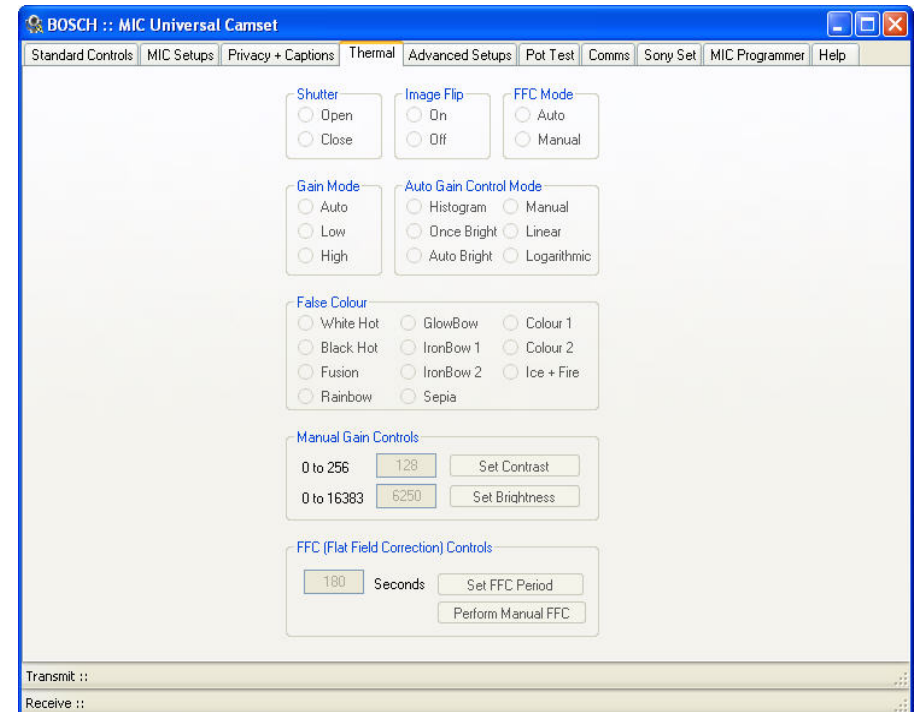 BOSCH :: MIC Universal Camset
Standard Controls MIC Setups Privacy + Captions Thermal Advanced Setups Pot Test Comms Sony Set MIC Programmer Help
Shutter Image Flip FFC Mode
Open On Auto
Close Off Manual
Gain Mode Auto Gain Control Mode
Auto Histogram Manual
Low Once Bright Linear
High Auto Bright Logarithmic
False Colour
White Hot GlowBow Colour 1
Black Hot IronBow 1 Colour 2
Fusion IronBow 2 Ice + Fire
Rainbow Sepia
Manual Gain Controls
0 to 256 128 Set Contrast
0 to 16383 6250 Set Brightness
FFC (Flat Field Correction) Controls
180 Seconds Set FFC Period
Perform Manual FFC
Transmit ::
Receive ::